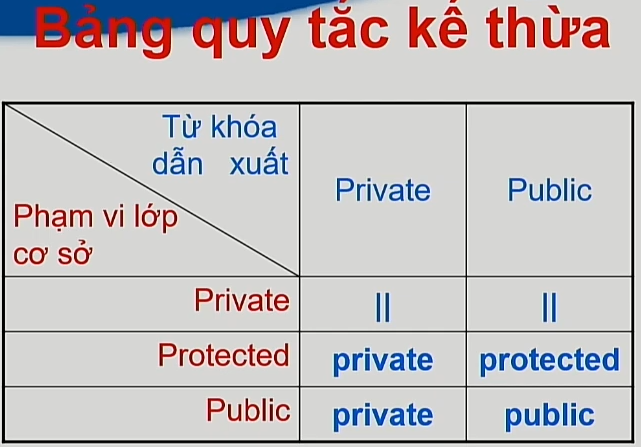 Bảng quy tắc kế thừa
Từ khóa
dẫn xuất
Phạm vi lớp
cơ sở
Private
Public
Private
||
||
Protected
private
protected
Public
private
public